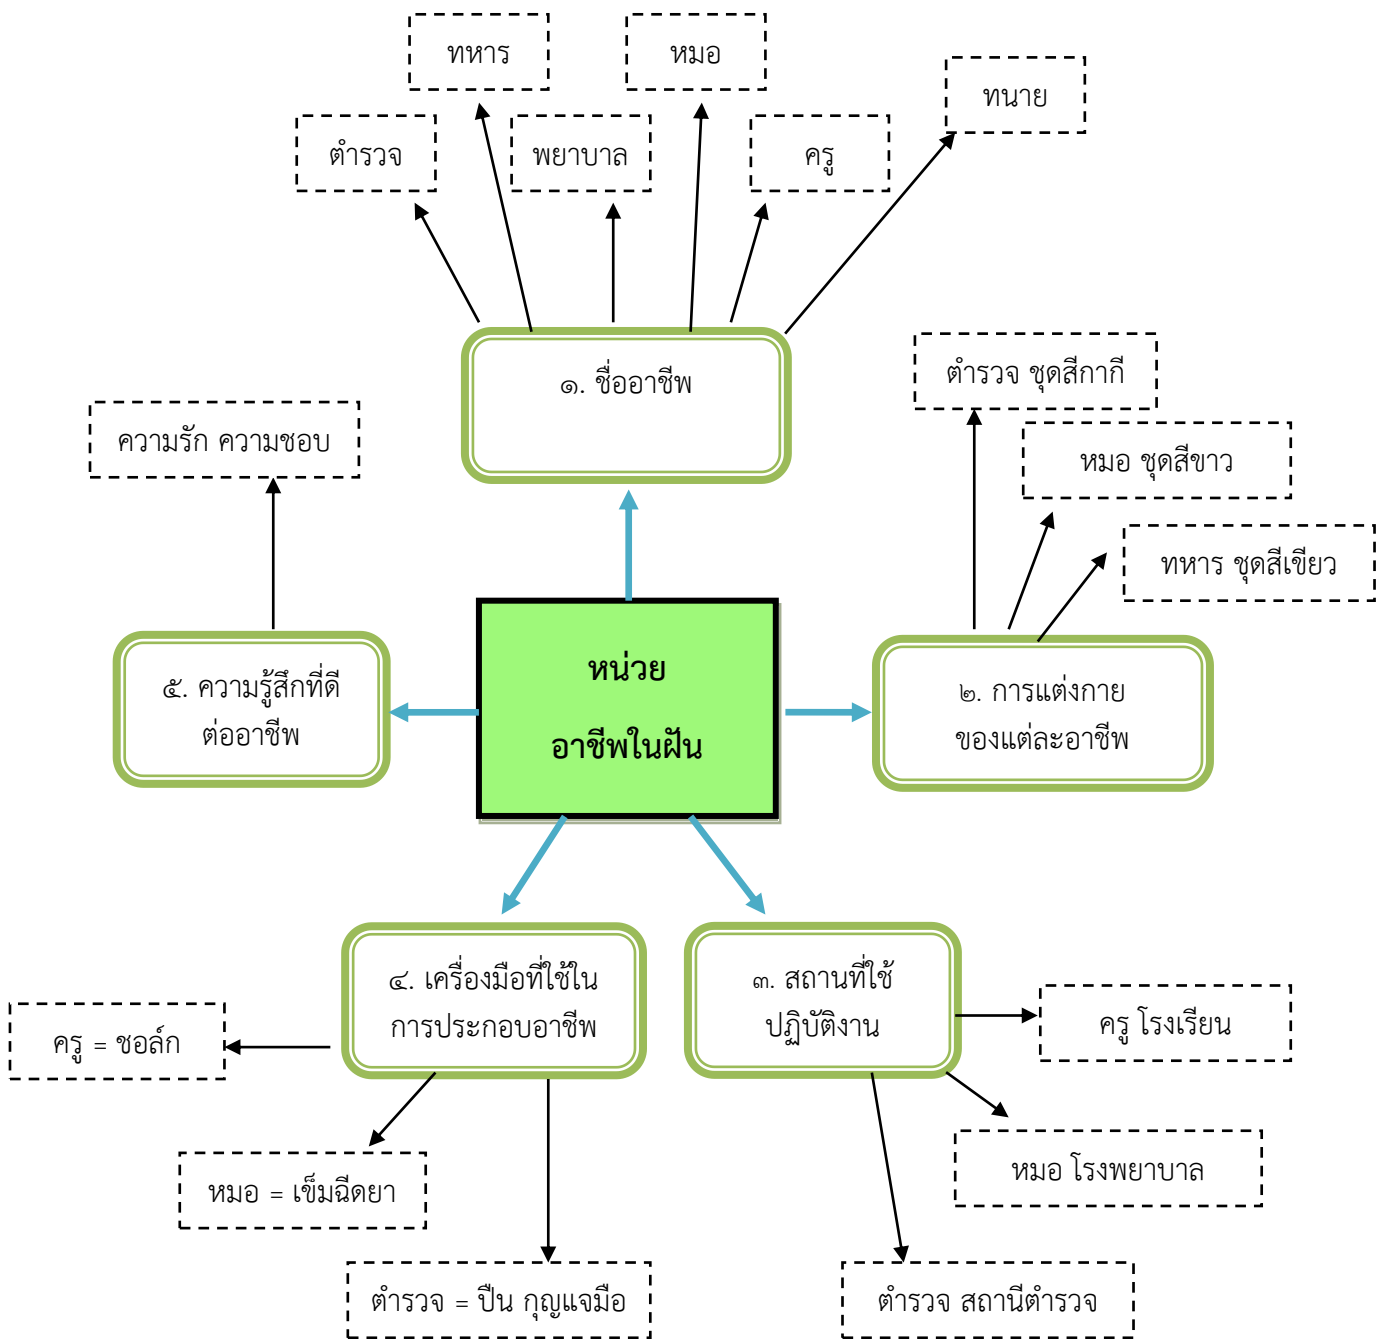 ทหาร
หมอ
ทนาย
ตำรวจ
พยาบาล
ครู
๑. ชื่ออาชีพ
ตำรวจ ชุดสีกากี
ความรัก ความชอบ
หมอ ชุดสีขาว
ทหาร ชุดสีเขียว
หน่วย
อาชีพในฝัน
๕. ความรู้สึกที่ดี
ต่ออาชีพ
๒. การแต่งกาย
ของแต่ละอาชีพ
๔. เครื่องมือที่ใช้ใน
การประกอบอาชีพ
๓. สถานที่ใช้
ปฏิบัติงาน
ครู = ชอล์ก
ครู โรงเรียน
หมอ = เข็มฉีดยา
หมอ โรงพยาบาล
ตำรวจ = ปืน กุญแจมือ
ตำรวจ สถานีตำรวจ